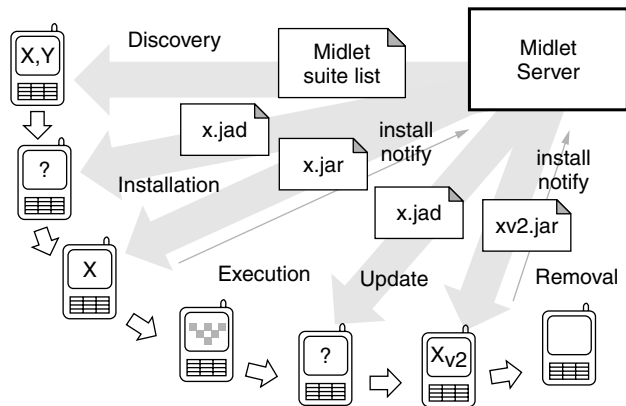 X,Y
Discovery
Midlet
suite list
Midlet
Server
x.jad
install
notify
x.jar
?
Installation
install
notify
x.jad
xv2.jar
X
Execution
Update
Removal
?
Xv2